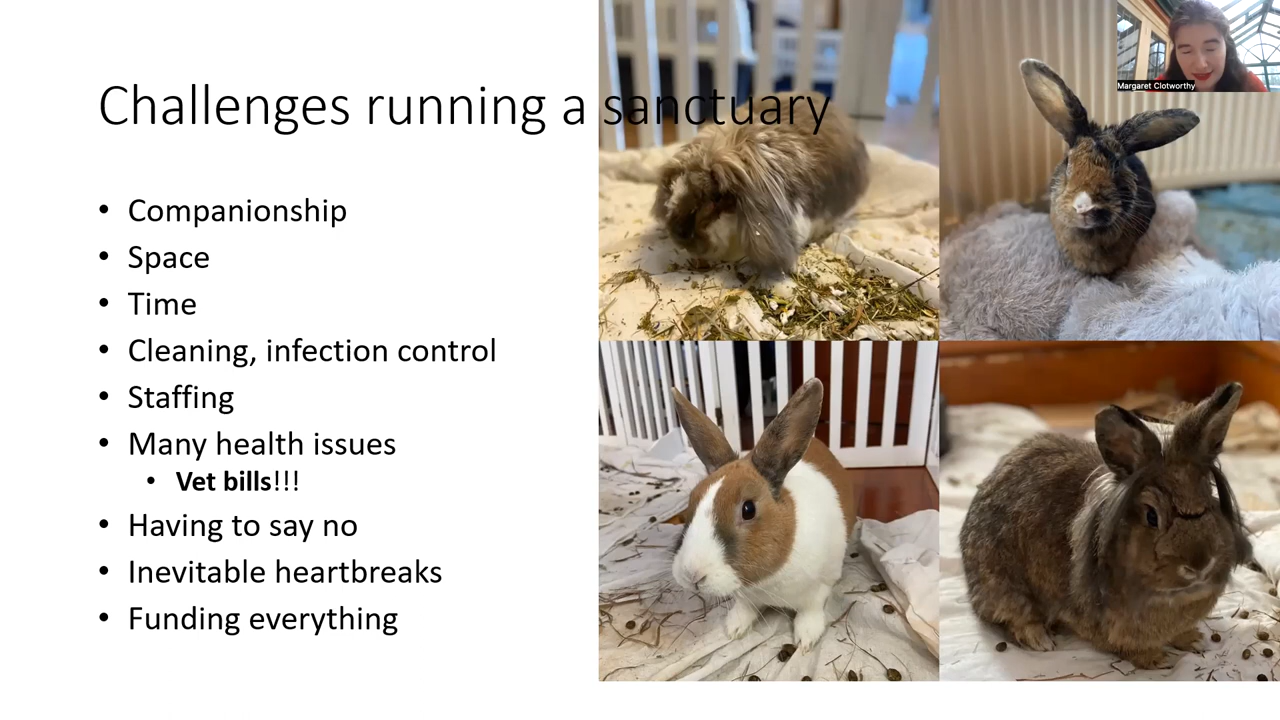 Challenges running a sanctuary
• Companionship
• Space
• Time
• Cleaning, infection control
• Staffing
• Many health issues
• Vet bills!!!
• Having to say no
• Inevitable heartbreaks
• Funding everything
Margaret Clotworthy